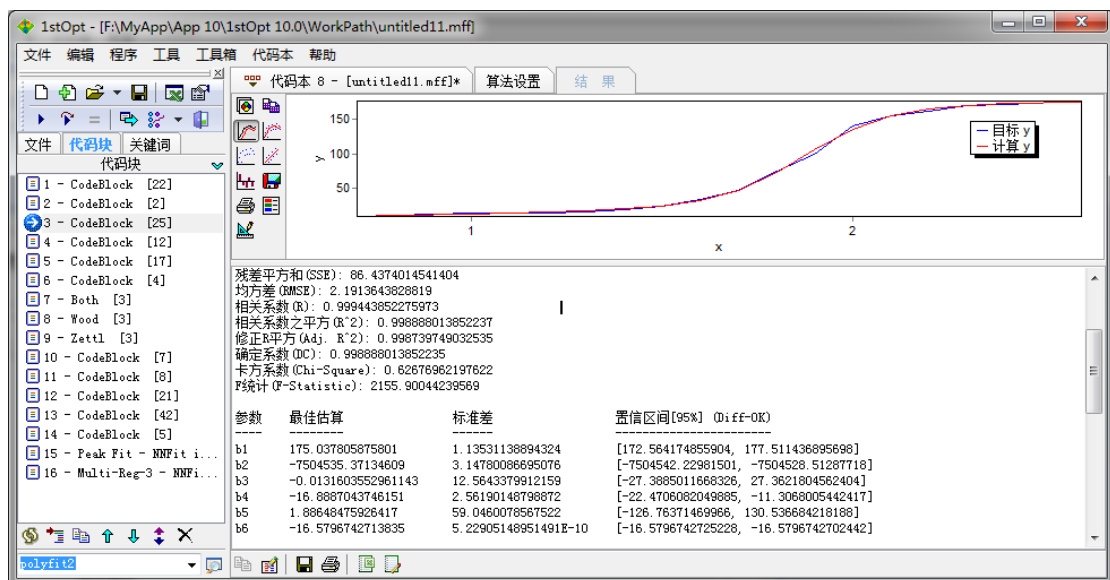 1stOpt - [F:\MyApp\App 10\1stOpt 10.0\WorkPath\untitled11.mff]
文件 编辑 程序 工具 工具箱 代码本 帮助
代码本 8 - [untitled11.mff]* 算法设置 结 果
文件 代码块 关键词
代码块
1 - CodeBlock [22]
2 - CodeBlock [2]
3 - CodeBlock [25]
4 - CodeBlock [12]
5 - CodeBlock [17]
6 - CodeBlock [4]
7 - Both [3]
8 - Wood [3]
9 - Zettl [3]
10 - CodeBlock [7]
11 - CodeBlock [8]
12 - CodeBlock [21]
13 - CodeBlock [42]
14 - CodeBlock [5]
15 - Peak Fit - NNFit i...
16 - Multi-Reg-3 - NNFi...
polyfit2
150
100
50
y
1
2
x
目标 y
计算 y
残差平方和(SSE): 86.4374014541404
均方差(RMSE): 2.1913643828819
相关系数(R): 0.999443852275973
相关系数之平方(R^2): 0.998888013852237
修正R平方(Adj. R^2): 0.998739749032535
确定系数(DC): 0.998888013852235
卡方系数(Chi-Square): 0.62676962197622
F统计(F-Statistic): 2155.90044239569
参数 最佳估算 标准差 置信区间[95%] (Diff-OK)
---- -------- ------ ------------------------
b1 175.037805875801 1.13531138894324 [172.564174855904, 177.511436895698]
b2 -7504535.37134609 3.14780086695076 [-7504542.22981501, -7504528.51287718]
b3 -0.0131603552961143 12.5643379912159 [-27.3885011668326, 27.3621804562404]
b4 -16.8887043746151 2.56190148798872 [-22.4706082049885, -11.3068005442417]
b5 1.88648475926417 59.0460078567522 [-126.76371469966, 130.536684218188]
b6 -16.5796742713835 5.22905148951491E-10 [-16.5796742725228, -16.5796742702442]